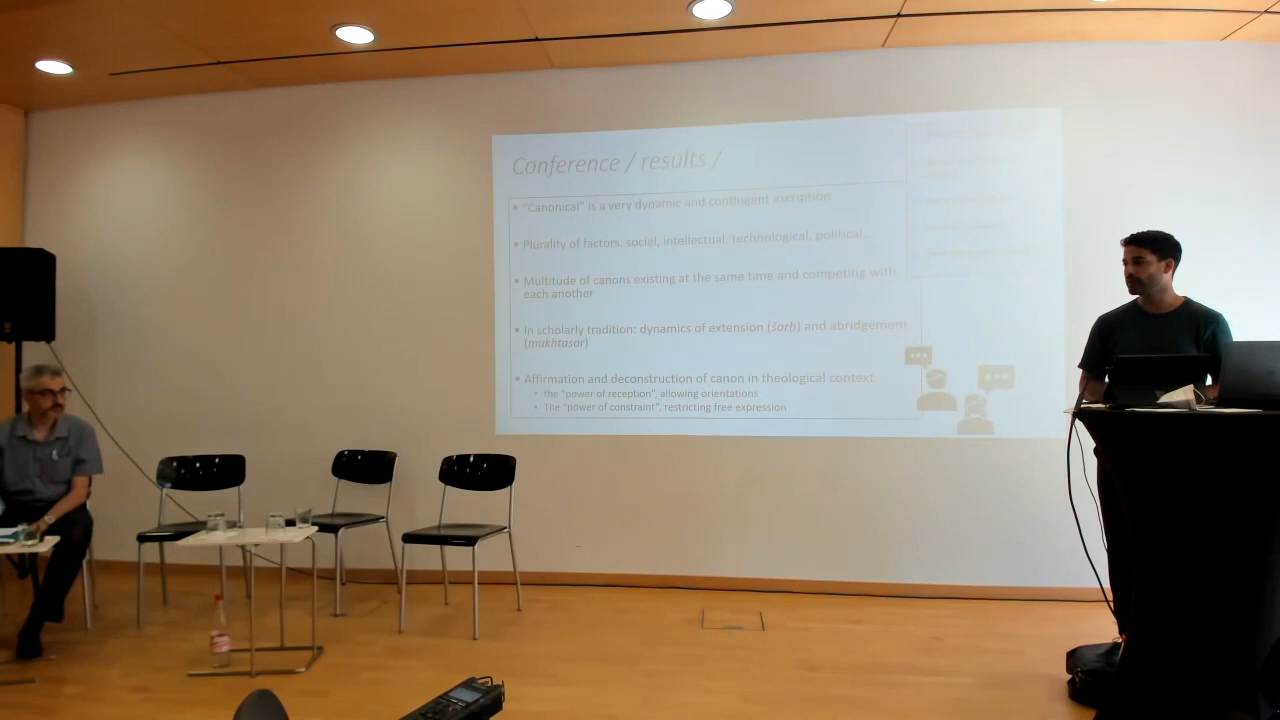 Conference / results /
• "Canonical" is a very dynamic and contingent ascription
• Plurality of factors: social, intellectual, technological, political...
• Multitude of canons existing at the same time and competing with
each another
• In scholarly tradition: dynamics of extension (šarḥ) and abridgement
(mukhtasar)
• Affirmation and deconstruction of canon in theological context
• the "power of reception", allowing orientations
• The "power of constraint", restricting free expression